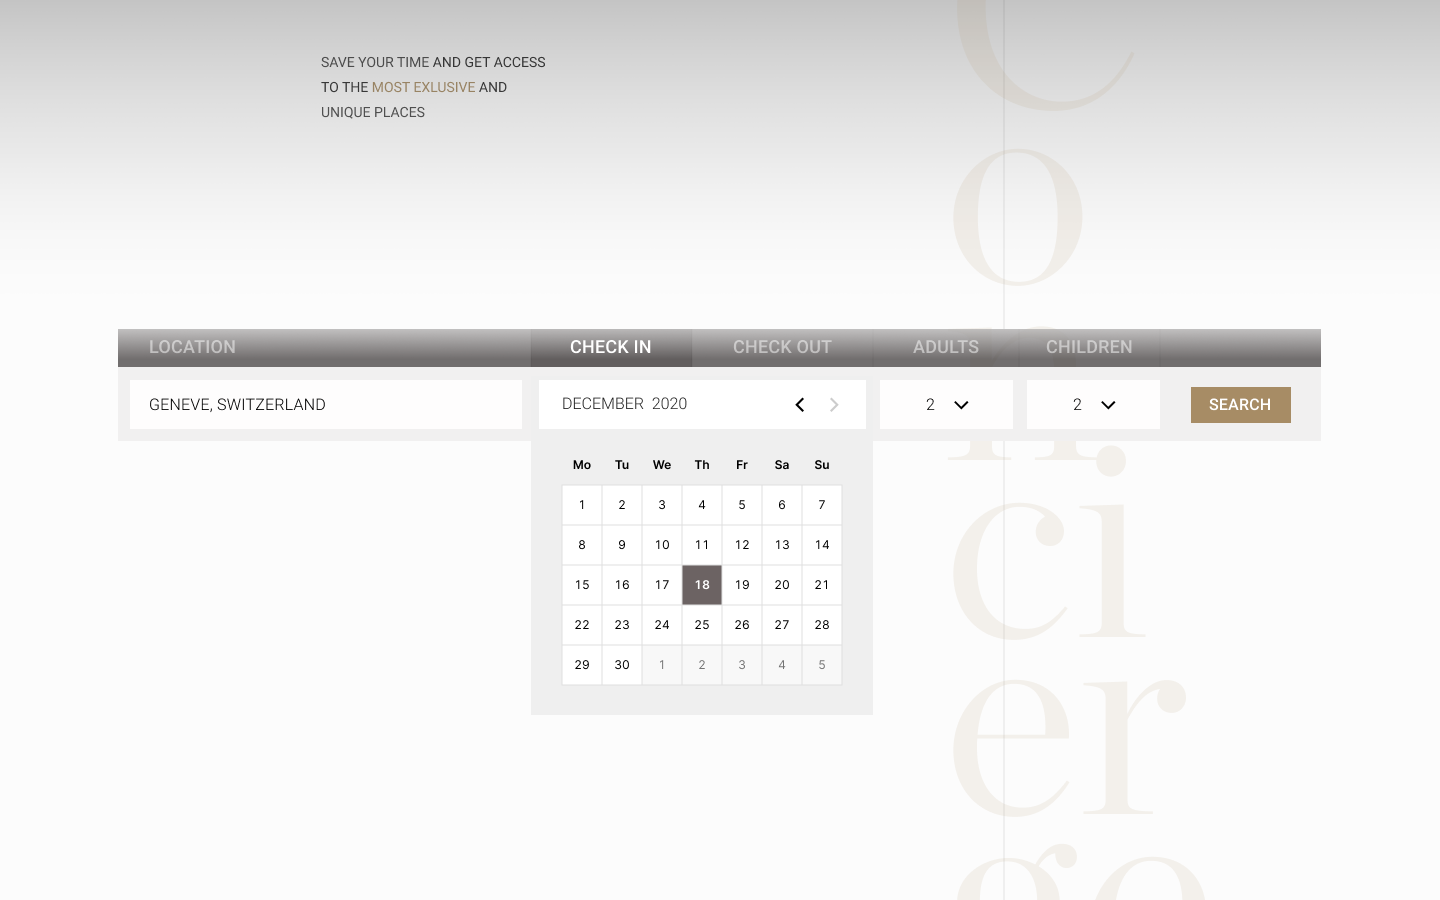 SAVE YOUR TIME AND GET ACCESS
TO THE MOST EXLUSIVE AND
UNIQUE PLACES
LOCATION CHECK IN CHECK OUT ADULTS CHILDREN
GENEVE, SWITZERLAND DECEMBER 2020 2 2 SEARCH
Mo Tu We Th Fr Sa Su
1 2 3 4 5 6 7
8 9 10 11 12 13 14
15 16 17 18 19 20 21
22 23 24 25 26 27 28
29 30 1 2 3 4 5
C
o
n
ci
er
ge